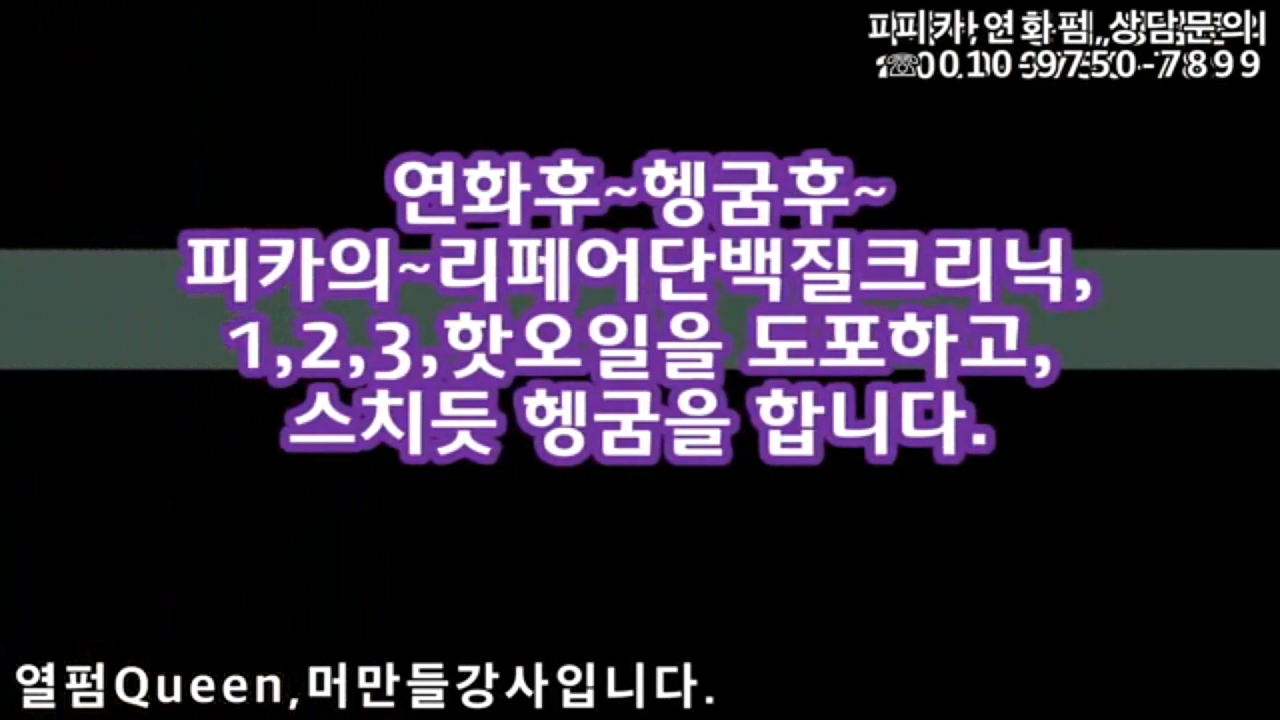 피카, 연화펌, 상담문의
☎010-9750-7899
연화후~헹굼후~
피카의~리페어단백질크리닉,
1,2,3,핫오일을 도포하고,
스치듯 헹굼을 합니다.
열펌Queen,머만들강사입니다.